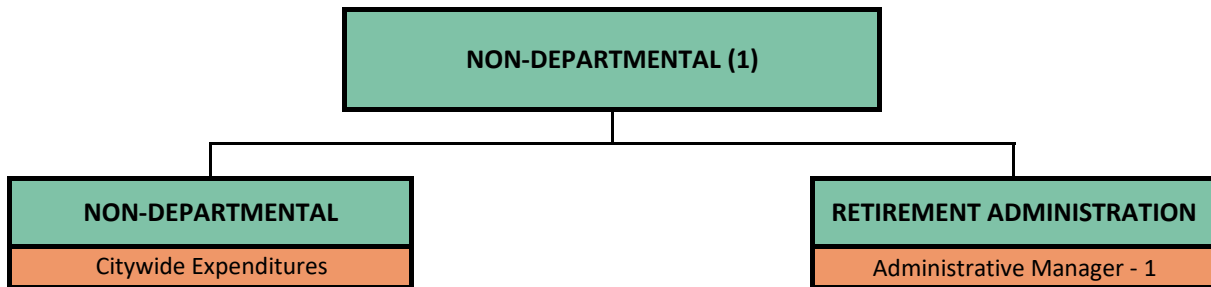 NON-DEPARTMENTAL (1)
NON-DEPARTMENTAL
Citywide Expenditures
RETIREMENT ADMINISTRATION
Administrative Manager - 1